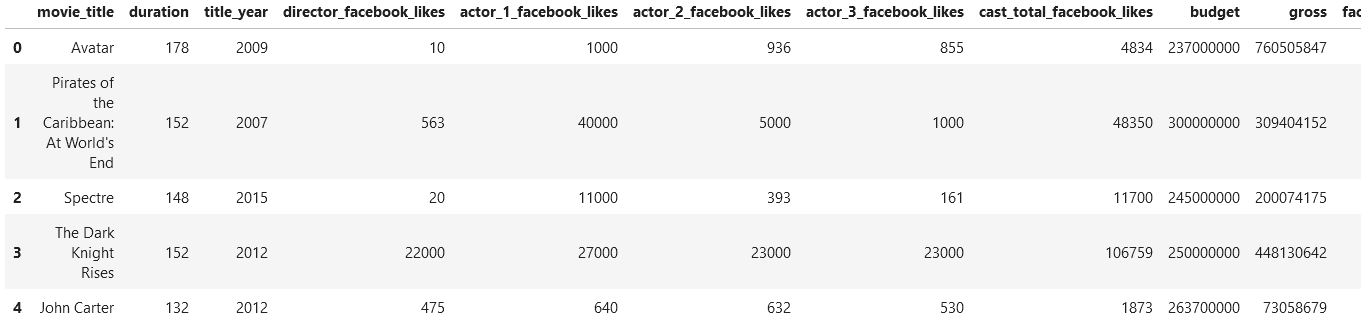 movie_title duration title_year director_facebook_likes actor_1_facebook_likes actor_2_facebook_likes actor_3_facebook_likes cast_total_facebook_likes budget gross fac
0 Avatar 178 2009 10 1000 936 855 4834 237000000 760505847
Pirates of
the
1 Caribbean: 152 2007 563 40000 5000 1000 48350 300000000 309404152
At World's
End
2 Spectre 148 2015 20 11000 393 161 11700 245000000 200074175
The Dark
3 Knight 152 2012 22000 27000 23000 23000 106759 250000000 448130642
Rises
4 John Carter 132 2012 475 640 632 530 1873 263700000 73058679